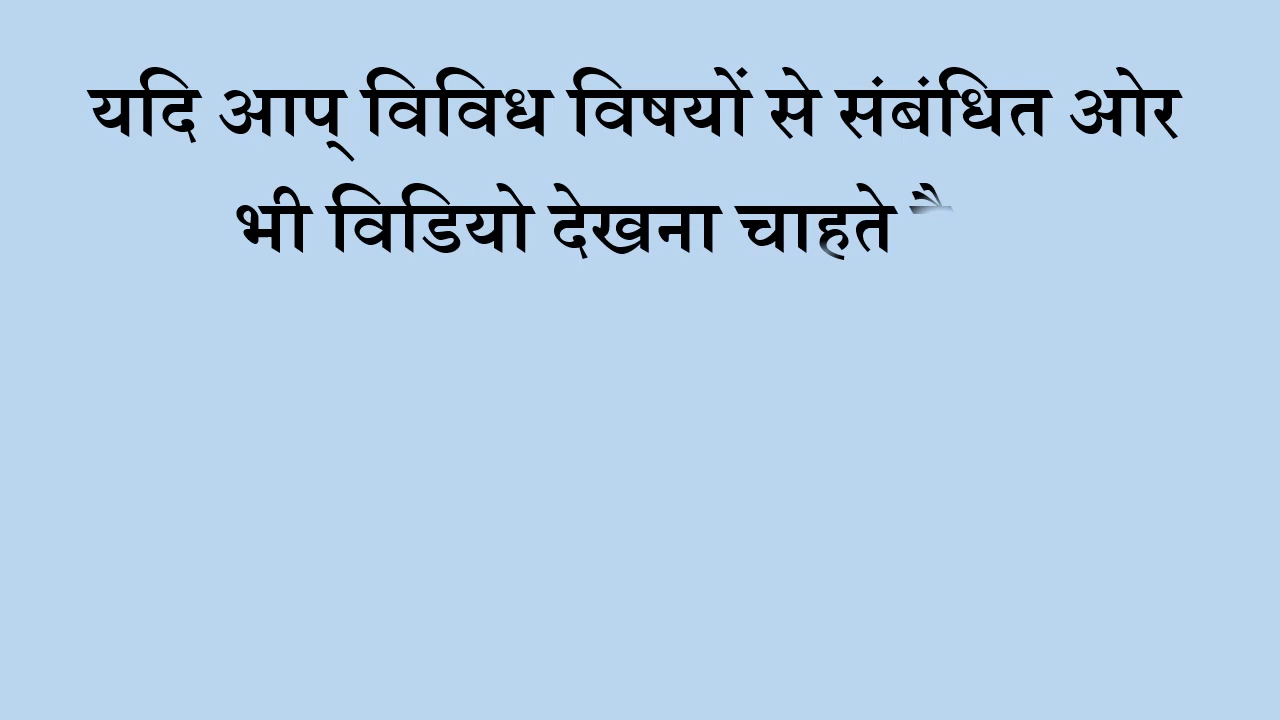 यदि आप् विविध विषयों से संबंधित ओर
भी विडियो देखना चाहते